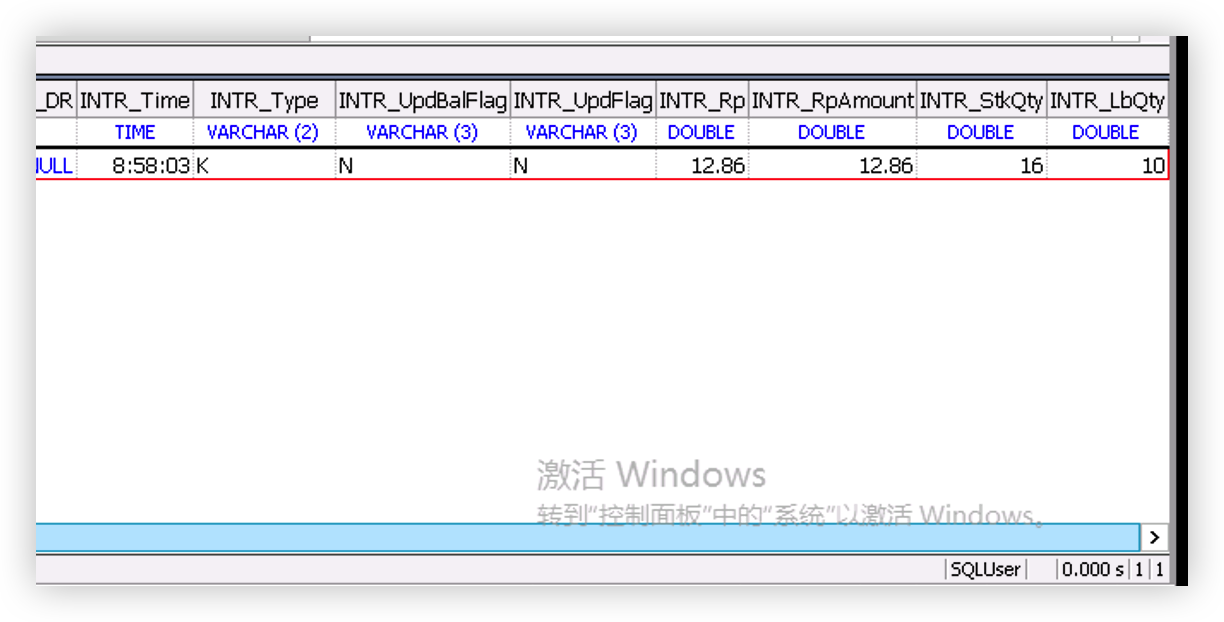 _DR INTR_Time INTR_Type INTR_UpdBalFlag INTR_UpdFlag INTR_Rp INTR_RpAmount INTR_StkQty INTR_LbQty
TIME VARCHAR (2) VARCHAR (3) VARCHAR (3) DOUBLE DOUBLE DOUBLE DOUBLE
NULL 8:58:03 K N N 12.86 12.86 16 10
激活 Windows
转到“控制面板”中的“系统”以激活 Windows。
SQLUser 0.000 s 1 1